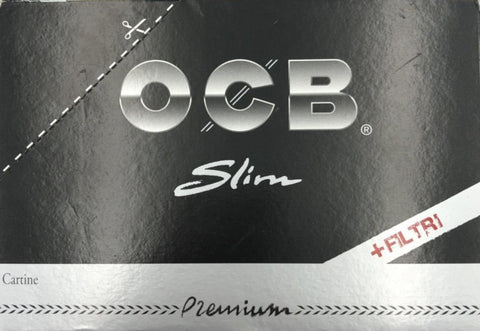 OCB®
Slim
+FILTRI
Cartine
Premium